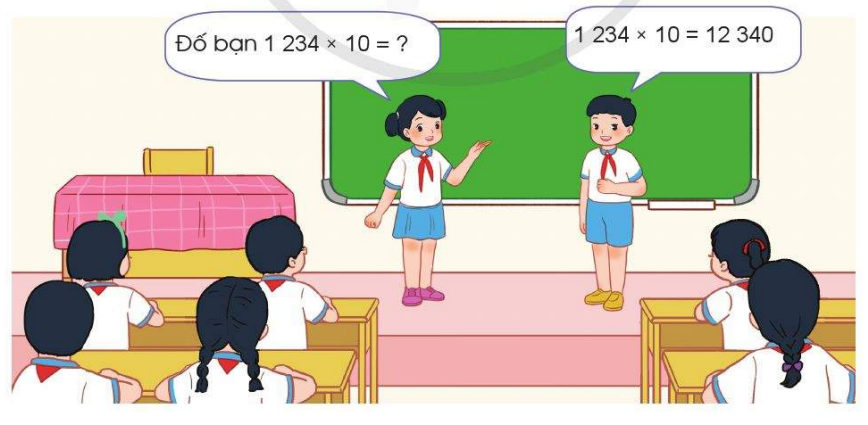 Đố bạn 1 234 × 10 = ?
1 234 × 10 = 12 340